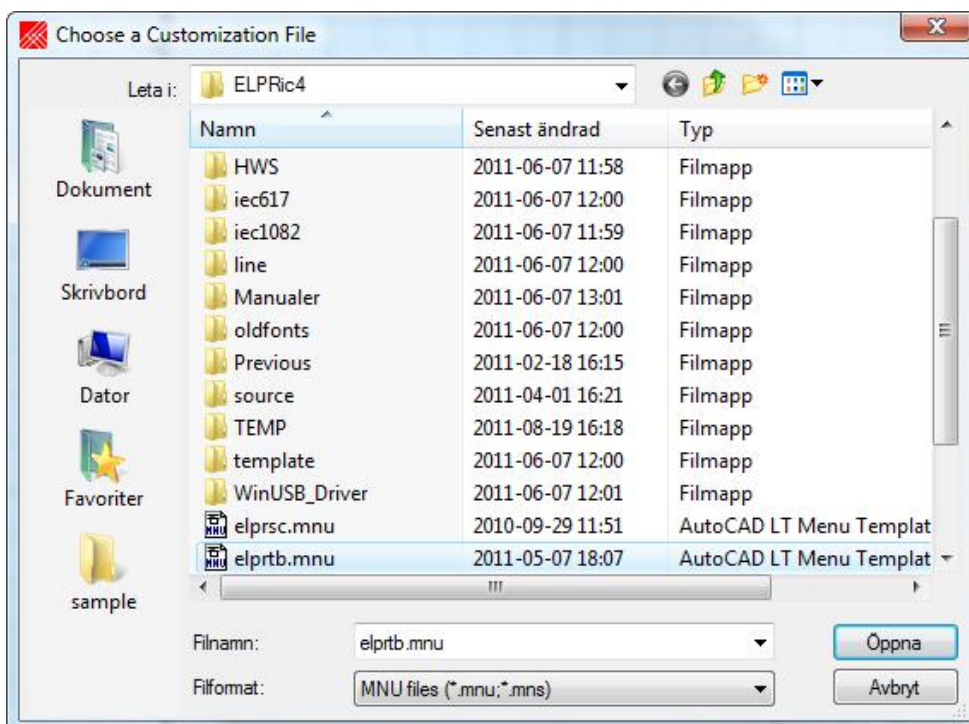 Choose a Customization File
Leta i: ELPRic4
Namn Senast ändrad Typ
HWS 2011-06-07 11:58 Filmapp
iec617 2011-06-07 12:00 Filmapp
iec1082 2011-06-07 11:59 Filmapp
line 2011-06-07 12:00 Filmapp
Manualer 2011-06-07 13:01 Filmapp
oldfonts 2011-06-07 12:00 Filmapp
Previous 2011-02-18 16:15 Filmapp
source 2011-04-01 16:21 Filmapp
TEMP 2011-08-19 16:18 Filmapp
template 2011-06-07 12:00 Filmapp
WinUSB_Driver 2011-06-07 12:01 Filmapp
elprsc.mnu 2010-09-29 11:51 AutoCAD LT Menu Templat
elprtb.mnu 2011-05-07 18:07 AutoCAD LT Menu Templat
Dokument
Skrivbord
Dator
Favoriter
sample
Filnamn: elprtb.mnu Öppna
Filformat: MNU files (*.mnu;*.mns) Avbryt